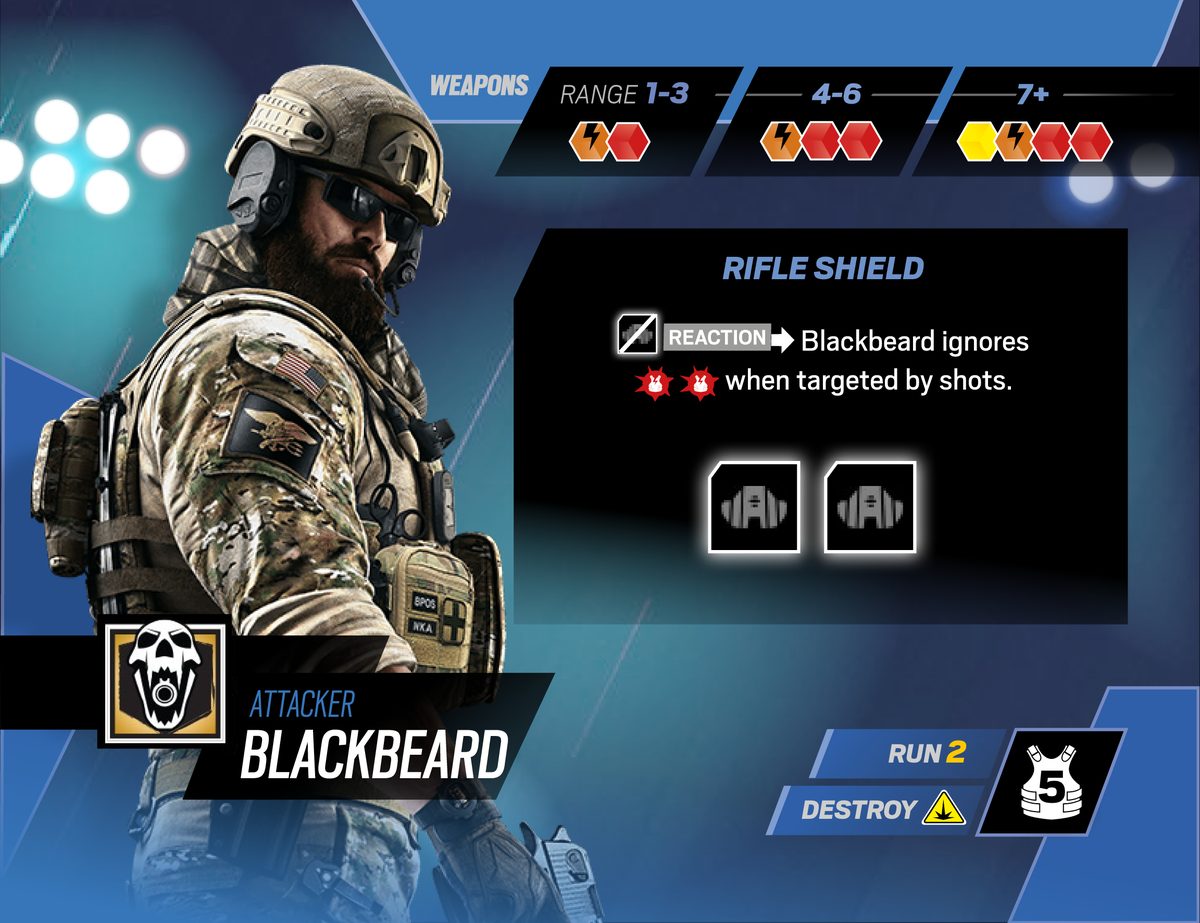 WEAPONS
RANGE 1-3
4-6
7+
RIFLE SHIELD
REACTION Blackbeard ignores
when targeted by shots.
BPOS
NKA
ATTACKER
BLACKBEARD
RUN 2
DESTROY
5